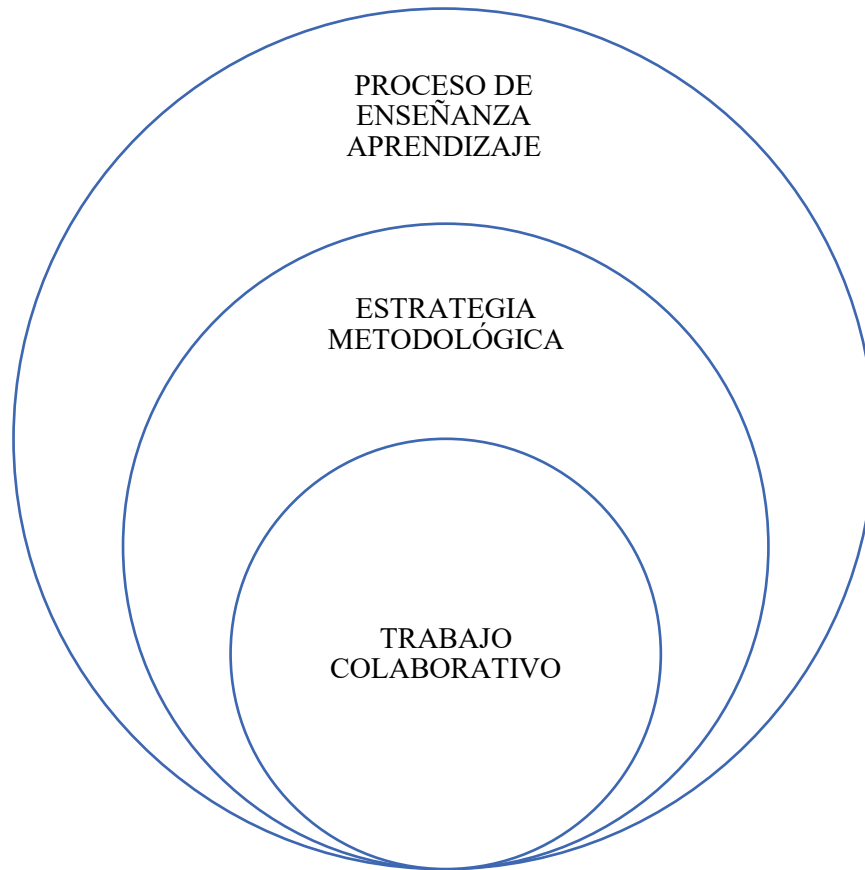 PROCESO DE
ENSEÑANZA
APRENDIZAJE
ESTRATEGIA
METODOLÓGICA
TRABAJO
COLABORATIVO